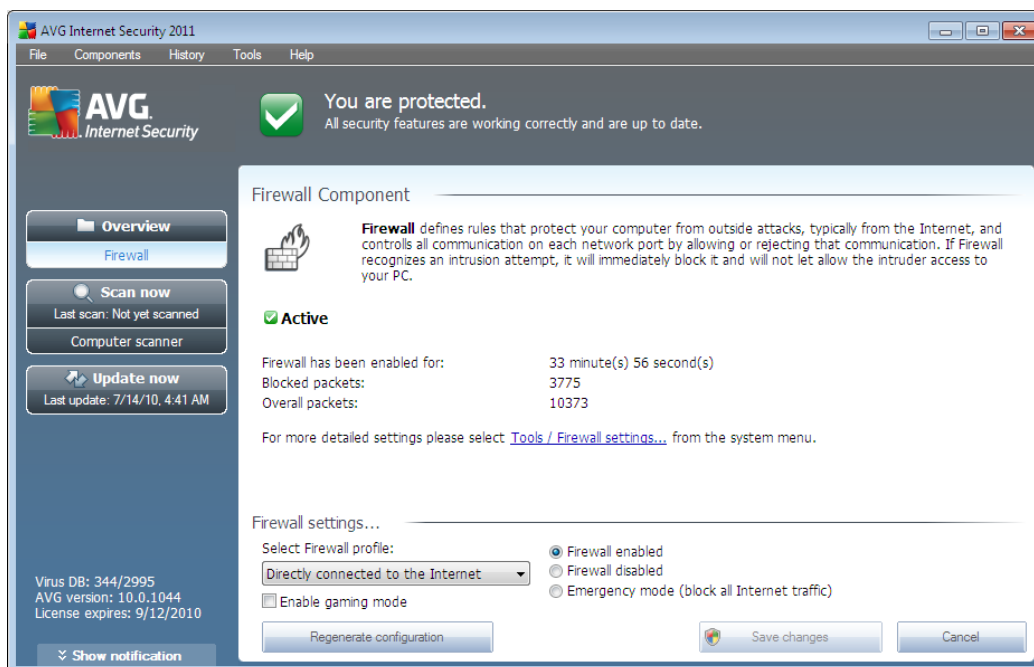 AVG Internet Security 2011
File Components History Tools Help
AVG.
Internet Security
You are protected.
All security features are working correctly and are up to date.
Overview
Firewall
Scan now
Last scan: Not yet scanned
Computer scanner
Update now
Last update: 7/14/10, 4:41 AM
Virus DB: 344/2995
AVG version: 10.0.1044
License expires: 9/12/2010
Show notification
Firewall Component
Firewall defines rules that protect your computer from outside attacks, typically from the Internet, and
controls all communication on each network port by allowing or rejecting that communication. If Firewall
recognizes an intrusion attempt, it will immediately block it and will not let allow the intruder access to
your PC.
Active
Firewall has been enabled for: 33 minute(s) 56 second(s)
Blocked packets: 3775
Overall packets: 10373
For more detailed settings please select Tools / Firewall settings... from the system menu.
Firewall settings...
Select Firewall profile:
Directly connected to the Internet
Enable gaming mode
Firewall enabled
Firewall disabled
Emergency mode (block all Internet traffic)
Regenerate configuration
Save changes
Cancel